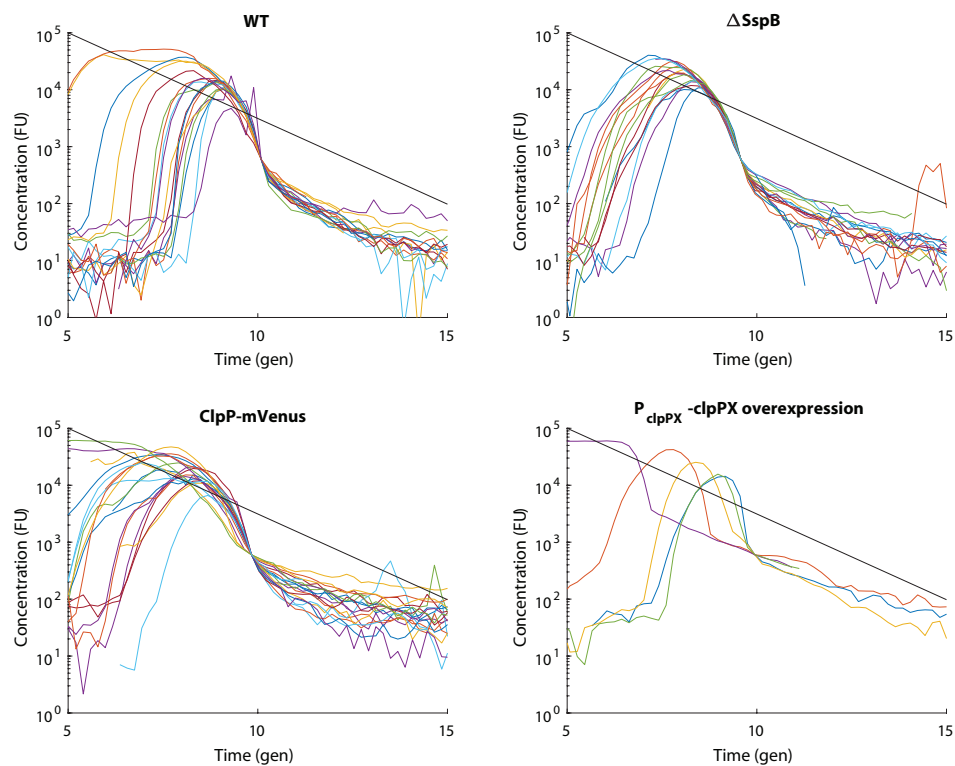 WT
10^5
10^4
10^3
10^2
10^1
10^0
Concentration (FU)
5 10 15
Time (gen)
ΔSspB
10^5
10^4
10^3
10^2
10^1
10^0
Concentration (FU)
5 10 15
Time (gen)
ClpP-mVenus
10^5
10^4
10^3
10^2
10^1
10^0
Concentration (FU)
5 10 15
Time (gen)
P_clpPX -clpPX overexpression
10^5
10^4
10^3
10^2
10^1
10^0
Concentration (FU)
5 10 15
Time (gen)